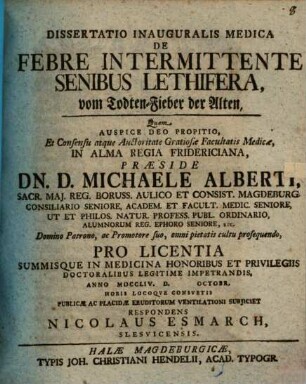 8
DISSERTATIO INAUGURALIS MEDICA
DE
FEBRE INTERMITTENTE
SENIBUS LETHIFERA,
vom Todten-Fieber der Alten,
Quam
AUSPICE DEO PROPITIO,
Et Consensu atque Auctoritate Gratiosæ Facultatis Medicæ,
IN ALMA REGIA FRIDERICIANA,
PRÆSIDE
DN. D. MICHAELE ALBERTI,
SACR. MAJ. REG. BORUSS. AULICO ET CONSIST. MAGDEBURG.
CONSILIARIO SENIORE, ACADEM. ET FACULT. MEDIC. SENIORE,
UT ET PHILOS. NATUR. PROFESS. PUBL. ORDINARIO,
ALUMNORUM REG. EPHORO SENIORE, &c.
Domino Patrono, ac Promotore suo, omni pietatis cultu prosequendo,
PRO LICENTIA
SUMMISQUE IN MEDICINA HONORIBUS ET PRIVILEGIIS
DOCTORALIBUS LEGITIME IMPETRANDIS,
ANNO MDCCLIV. D. OCTOBR.
HORIS LOCOQVE CONSVETIS
PUBLICÆ AC PLACIDÆ ERUDITORUM VENTILATIONI SUBJICIET
RESPONDENS
NICOLAUS ESMARCH,
SLESVICENSIS.
HALÆ MAGDEBURGICÆ,
TYPIS JOH. CHRISTIANI HENDELII, ACAD. TYPOGR.